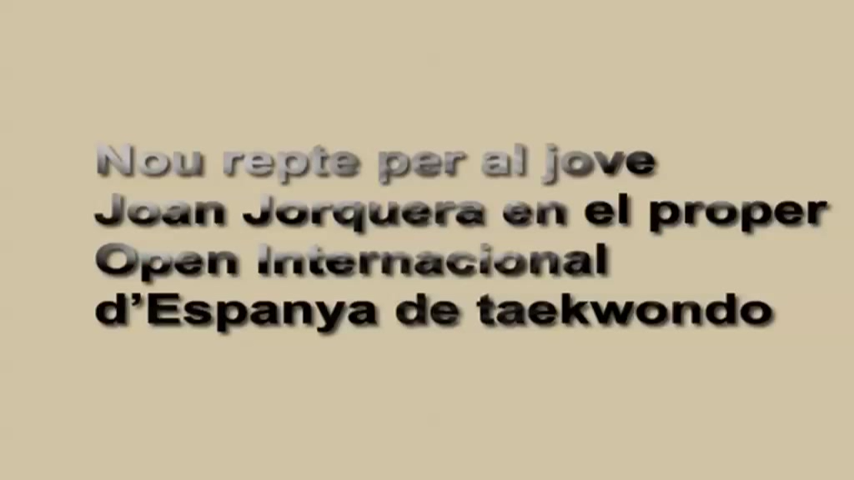 Nou repte per al jove
Joan Jorquera en el proper
Open Internacional
d’Espanya de taekwondo